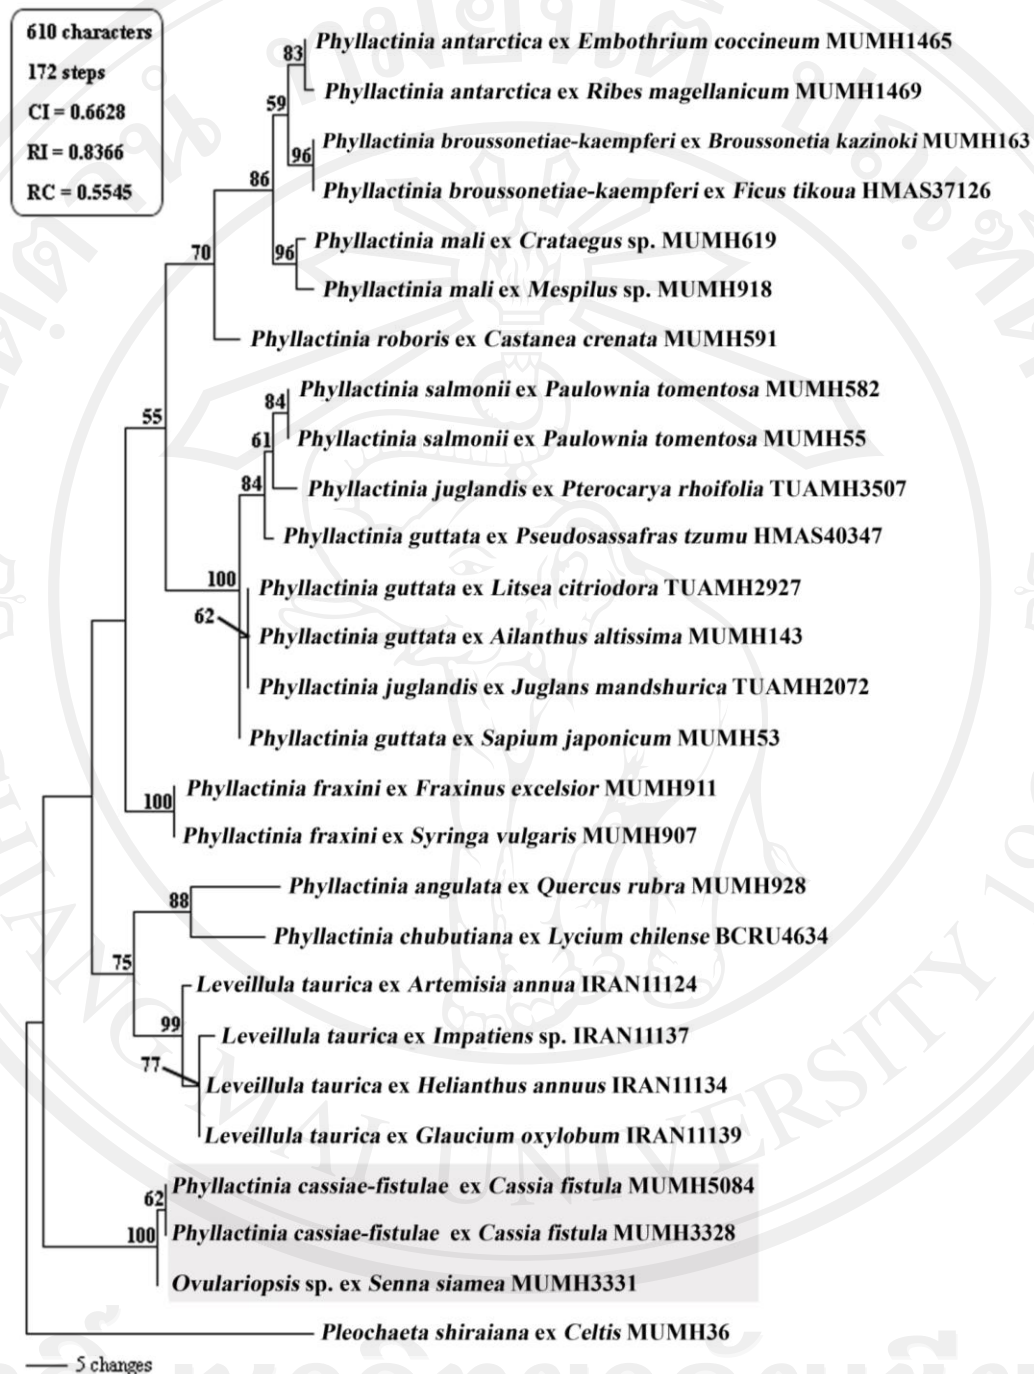 610 characters
172 steps
CI = 0.6628
RI = 0.8366
RC = 0.5545
83
Phyllactinia antarctica ex Embothrium coccineum MUMH1465
Phyllactinia antarctica ex Ribes magellanicum MUMH1469
59
Phyllactinia broussonetiae-kaempferi ex Broussonetia kazinoki MUMH163
96
86
Phyllactinia broussonetiae-kaempferi ex Ficus tikoua HMAS37126
Phyllactinia mali ex Crataegus sp. MUMH619
70
96
Phyllactinia mali ex Mespilus sp. MUMH918
Phyllactinia roboris ex Castanea crenata MUMH591
Phyllactinia salmonii ex Paulownia tomentosa MUMH582
84
55
61
Phyllactinia salmonii ex Paulownia tomentosa MUMH55
84
Phyllactinia juglandis ex Pterocarya rhoifolia TUAMH3507
Phyllactinia guttata ex Pseudosassafras tzumu HMAS40347
100
Phyllactinia guttata ex Litsea citriodora TUAMH2927
62
Phyllactinia guttata ex Ailanthus altissima MUMH143
Phyllactinia juglandis ex Juglans mandshurica TUAMH2072
Phyllactinia guttata ex Sapium japonicum MUMH53
Phyllactinia fraxini ex Fraxinus excelsior MUMH911
100
Phyllactinia fraxini ex Syringa vulgaris MUMH907
Phyllactinia angulata ex Quercus rubra MUMH928
88
Phyllactinia chubutiana ex Lycium chilense BCRU4634
75
Leveillula taurica ex Artemisia annua IRAN11124
99
Leveillula taurica ex Impatiens sp. IRAN11137
77
Leveillula taurica ex Helianthus annuus IRAN11134
Leveillula taurica ex Glaucium oxylobum IRAN11139
Phyllactinia cassiae-fistulae ex Cassia fistula MUMH5084
62
Phyllactinia cassiae-fistulae ex Cassia fistula MUMH3328
100
Ovulariopsis sp. ex Senna siamea MUMH3331
Pleochaeta shiraiana ex Celtis MUMH36
5 changes
MAI UNIVERSITY